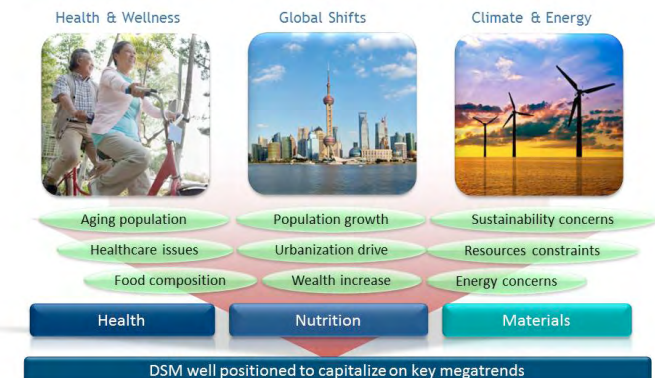 Health & Wellness
Global Shifts
Climate & Energy
Aging population
Population growth
Sustainability concerns
Healthcare issues
Urbanization drive
Resources constraints
Food composition
Wealth increase
Energy concerns
Health
Nutrition
Materials
DSM well positioned to capitalize on key megatrends